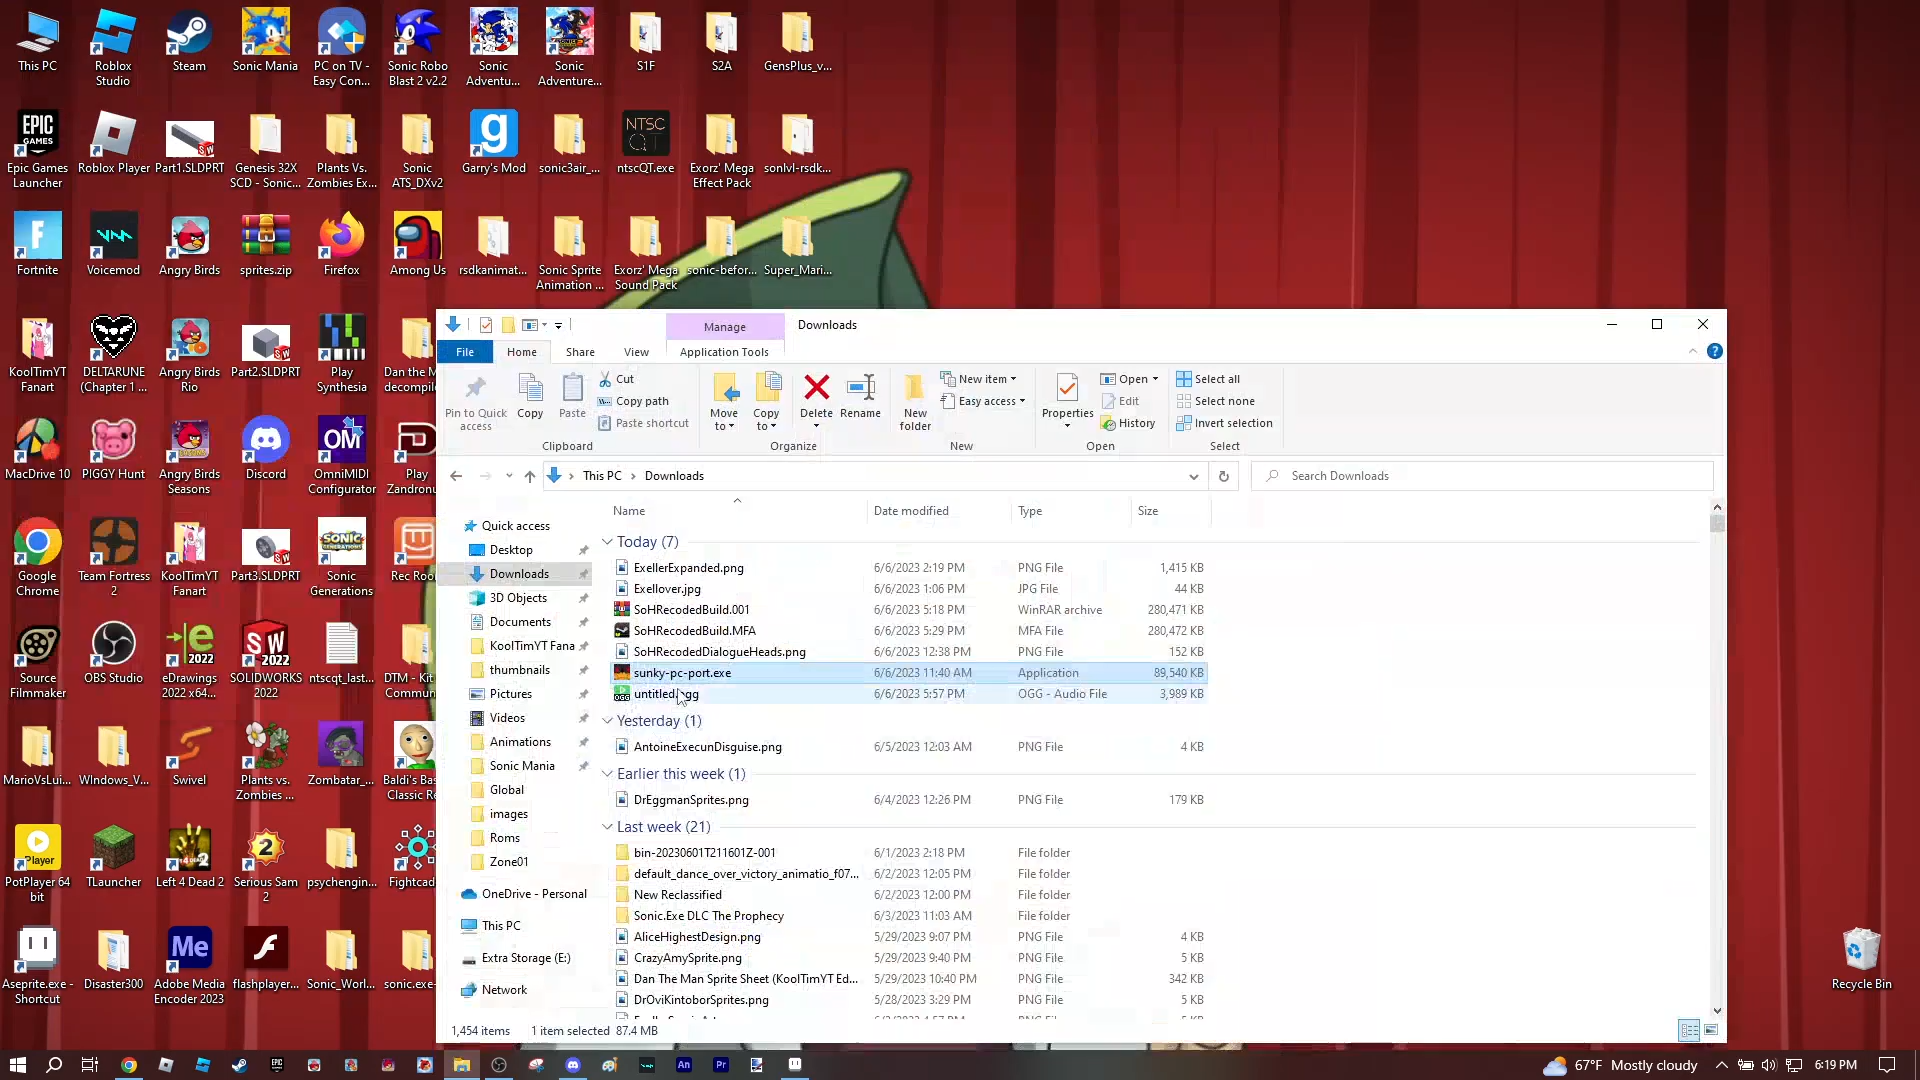 This PC
Roblox
Studio
Steam
Sonic Mania
PC on TV -
Easy Con...
Sonic Robo
Blast 2 v2.2
Sonic
Adventu...
Sonic
Adventure...
S1F
S2A
GensPlus_v...
EPIC
GAMES
Epic Games
Launcher
Roblox Player
Part1.SLDPRT
Genesis 32X
SCD - Sonic...
Plants Vs.
Zombies Ex...
Sonic
ATS_DXv2
Garry's Mod
sonic3air_...
NTSC
QT
ntscQT.exe
Exorz' Mega
Effect Pack
sonlvl-rsdk...
Fortnite
Voicemod
Angry Birds
sprites.zip
Firefox
Among Us
rsdkanimat...
Sonic Sprite
Animation ...
Exorz' Mega
Sound Pack
sonic-befor...
Super_Mari...
KoolTimYT
Fanart
DELTARUNE
(Chapter 1 ...
Angry Birds
Rio
Part2.SLDPRT
Play
Synthesia
Dan the M
decompile
MacDrive 10
PIGGY Hunt
Angry Birds
Seasons
Discord
OM
OmniMIDI
Configurator
Play
Zandronu
Google
Chrome
Team Fortress
2
KoolTimYT
Fanart
Part3.SLDPRT
Sonic
Generations
Rec Roo
Source
Filmmaker
OBS Studio
2022
eDrawings
2022 x64...
SW
2022
SOLIDWORKS
2022
ntscqt_last...
DTM - Kit
Commun
MarioVsLui...
WIndows_V...
Swivel
Plants vs.
Zombies ...
Zombatar_...
Baldi's Bas
Classic Re
Player
PotPlayer 64
bit
TLauncher
Left 4 Dead 2
Serious Sam
2
psychengin...
Fightcad
Aseprite.exe -
Shortcut
Disaster300
Me
Adobe Media
Encoder 2023
flashplayer...
Sonic_Worl...
sonic.exe-
Recycle Bin
Manage
Downloads
File
Home
Share
View
Application Tools
Pin to Quick
access
Copy
Paste
Cut
Copy path
Paste shortcut
Clipboard
Move
to
Copy
to
Delete
Rename
Organize
New
folder
New item
Easy access
New
Properties
Open
Edit
History
Open
Select all
Select none
Invert selection
Select
This PC
Downloads
Search Downloads
Quick access
Desktop
Downloads
3D Objects
Documents
KoolTimYT Fana
thumbnails
Pictures
Videos
Animations
Sonic Mania
Global
images
Roms
Zone01
OneDrive - Personal
This PC
Extra Storage (E:)
Network
Name Date modified Type Size
Today (7)
ExellerExpanded.png 6/6/2023 2:19 PM PNG File 1,415 KB
Exellover.jpg 6/6/2023 1:06 PM JPG File 44 KB
SoHRecodedBuild.001 6/6/2023 5:18 PM WinRAR archive 280,471 KB
SoHRecodedBuild.MFA 6/6/2023 5:29 PM MFA File 280,472 KB
SoHRecodedDialogueHeads.png 6/6/2023 12:38 PM PNG File 152 KB
sunky-pc-port.exe 6/6/2023 11:40 AM Application 89,540 KB
untitled.ogg 6/6/2023 5:57 PM OGG - Audio File 3,989 KB
Yesterday (1)
AntoineExecunDisguise.png 6/5/2023 12:03 AM PNG File 4 KB
Earlier this week (1)
DrEggmanSprites.png 6/4/2023 12:26 PM PNG File 179 KB
Last week (21)
bin-20230601T211601Z-001 6/1/2023 2:18 PM File folder
default_dance_over_victory_animatio_f07... 6/2/2023 12:05 PM File folder
New Reclassified 6/2/2023 12:00 PM File folder
Sonic.Exe DLC The Prophecy 6/3/2023 11:03 AM File folder
AliceHighestDesign.png 5/29/2023 9:07 PM PNG File 4 KB
CrazyAmySprite.png 5/29/2023 9:40 PM PNG File 5 KB
Dan The Man Sprite Sheet (KoolTimYT Ed... 5/29/2023 10:40 PM PNG File 342 KB
DrOviKintoborSprites.png 5/28/2023 3:29 PM PNG File 5 KB
1,454 items 1 item selected 87.4 MB
An
Pr
67°F Mostly cloudy
6:19 PM